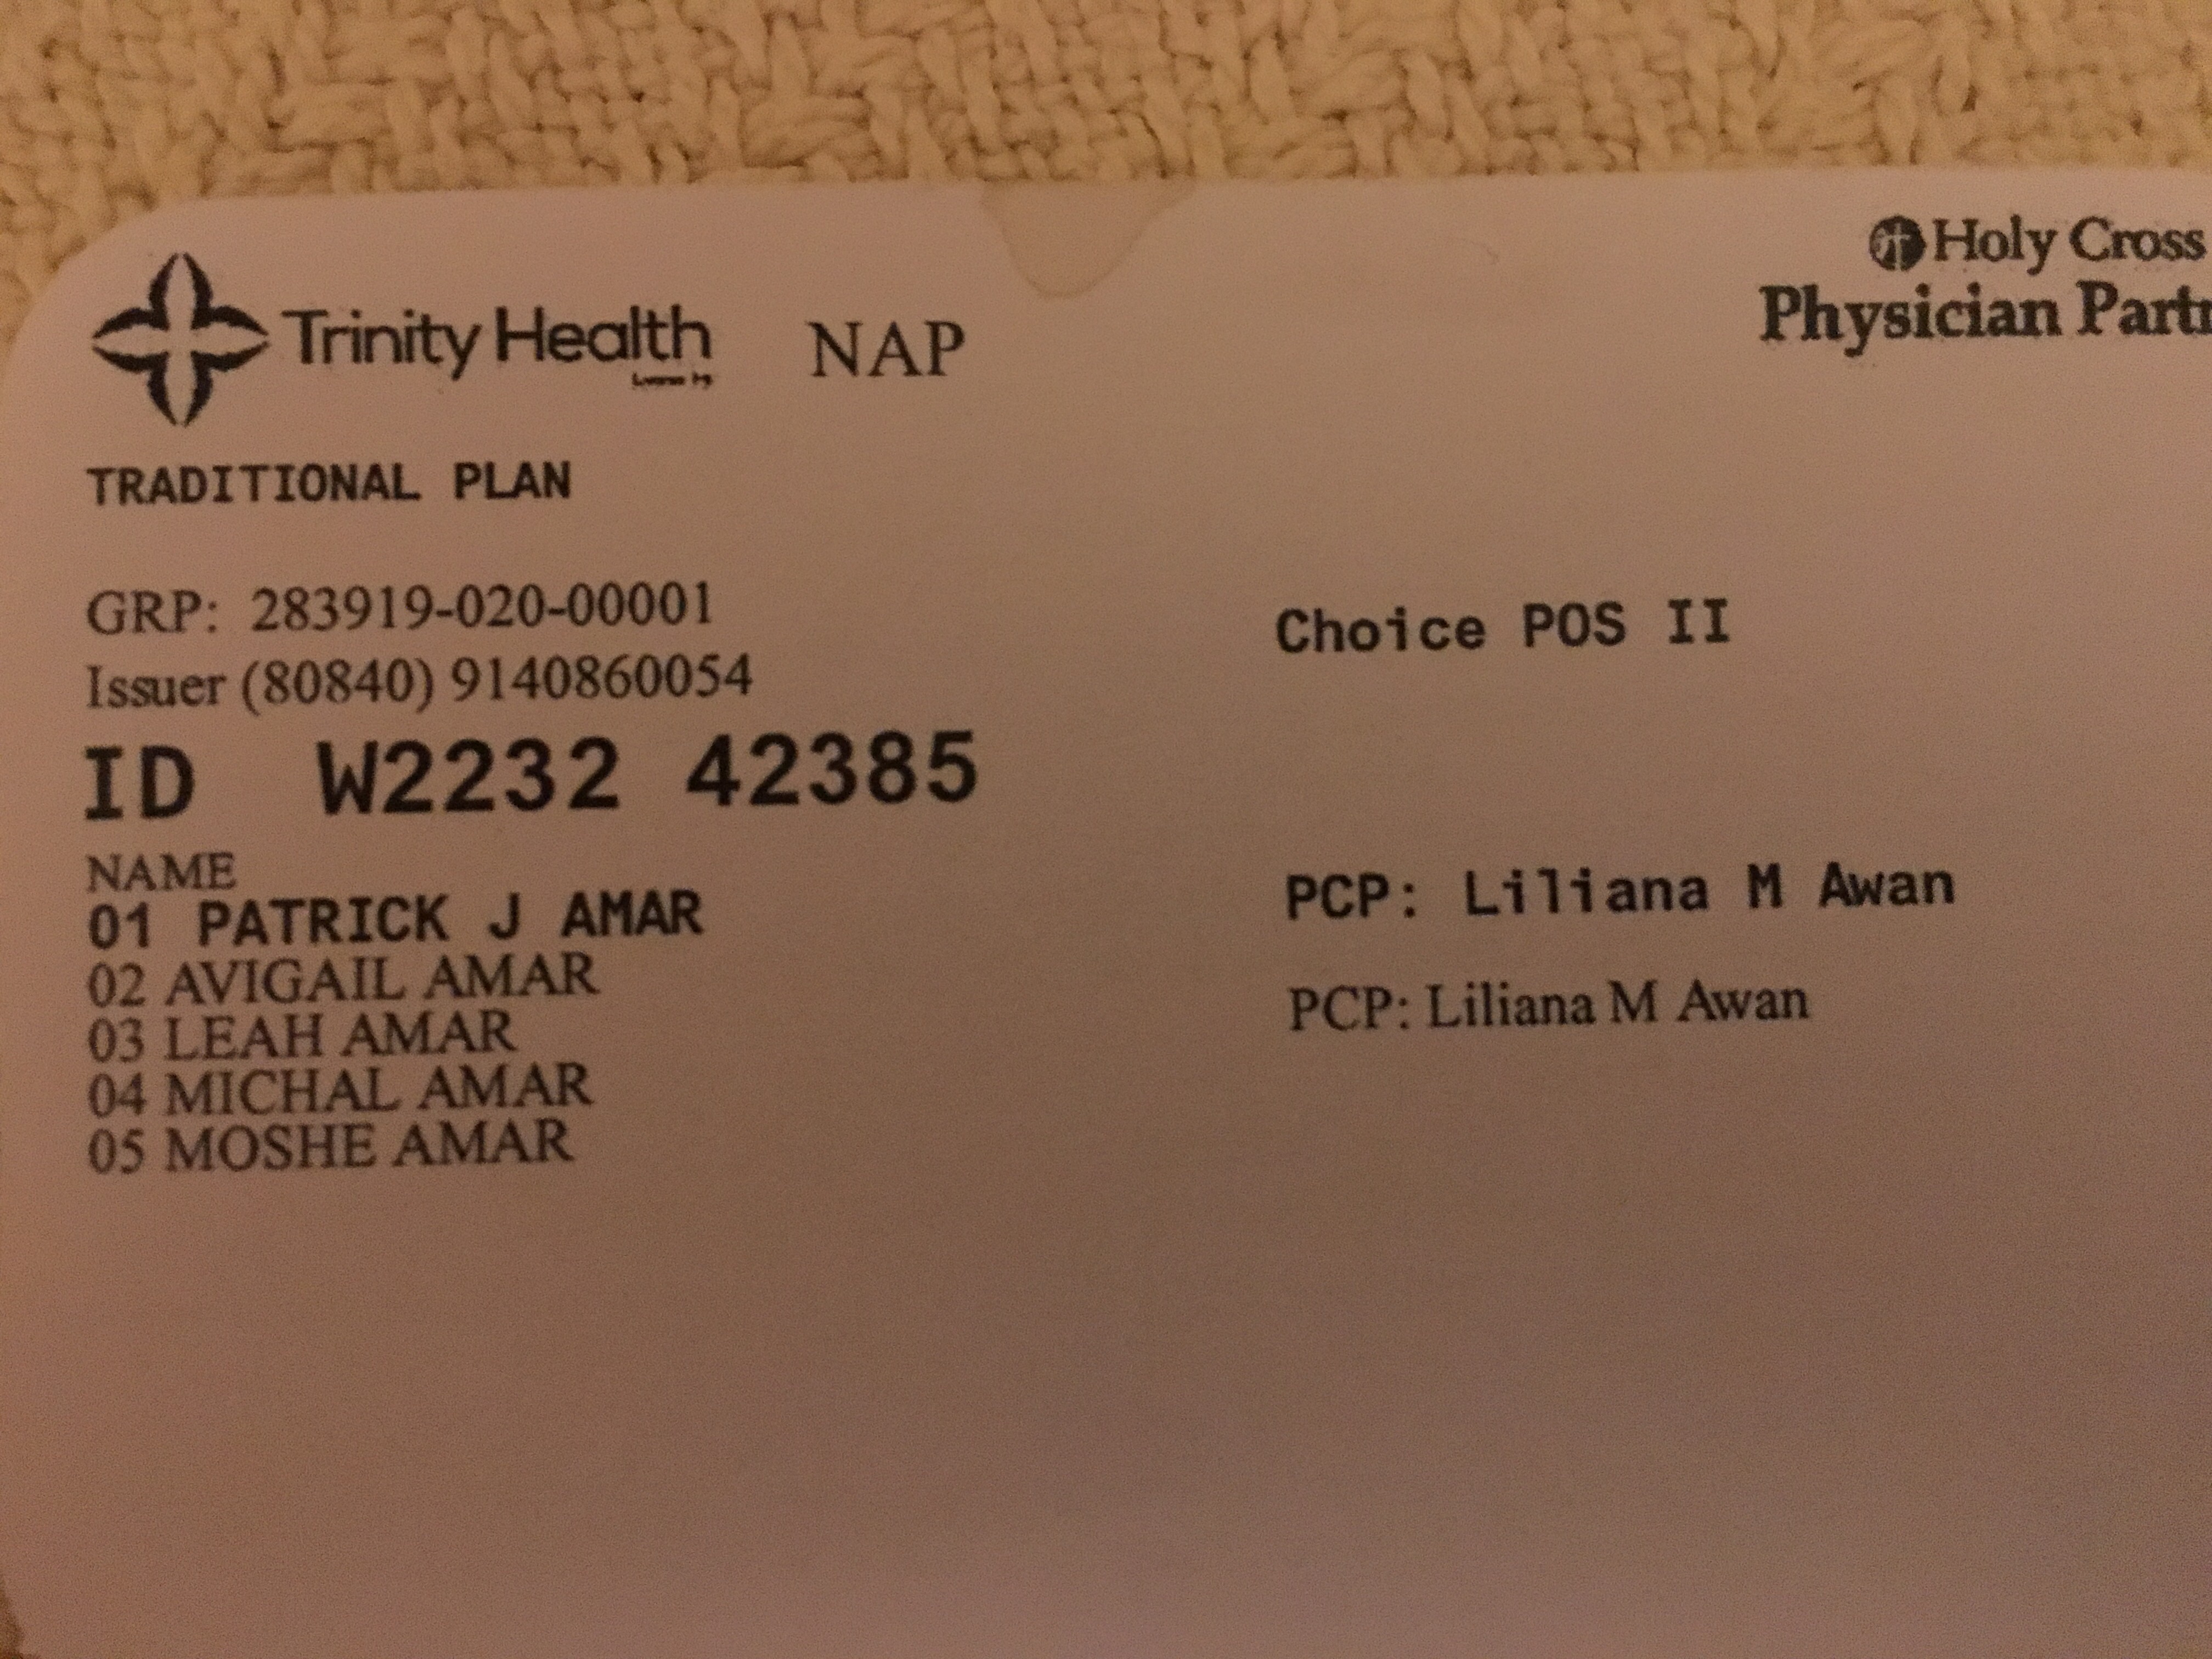 Holy Cross
Trinity Health NAP
Physician
TRADITIONAL PLAN
GRP: 283919-020-00001
Choice POS II
Issuer (80840) 9140860054
ID W2232 42385
NAME
01 PATRICK J AMAR
PCP: Liliana M Awan
02 AVIGAIL AMAR
PCP: Liliana M Awan
03 LEAH AMAR
04 MICHAL AMAR
05 MOSHE AMAR